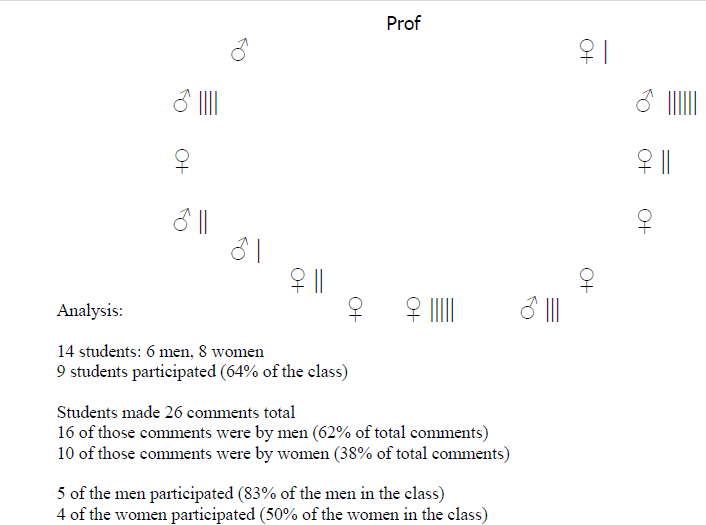 Prof
♂ ♀ |
♂ |||| ♂ ||||||
♀ ♀ ||
♂ || ♀
♂ |
♀ || ♀
♀ ♀ ||||| ♂ |||
Analysis:
14 students: 6 men, 8 women
9 students participated (64% of the class)
Students made 26 comments total
16 of those comments were by men (62% of total comments)
10 of those comments were by women (38% of total comments)
5 of the men participated (83% of the men in the class)
4 of the women participated (50% of the women in the class)